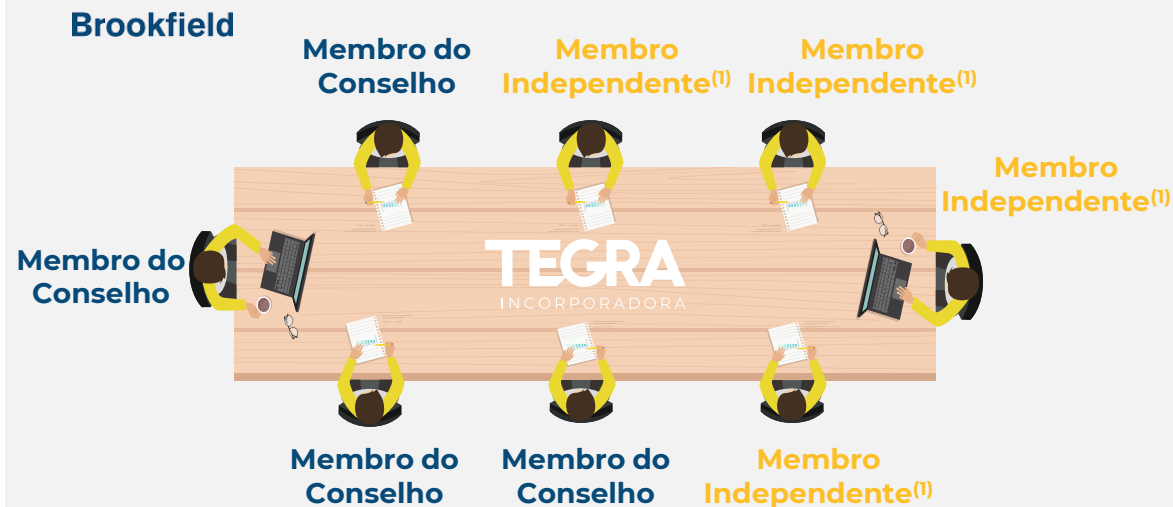 Brookfield
Membro do
Conselho
Membro
Independente(1)
Membro
Independente(1)
Membro
Independente(1)
Membro do
Conselho
TEGRA
INCORPORADORA
Membro do
Conselho
Membro do
Conselho
Membro
Independente(1)